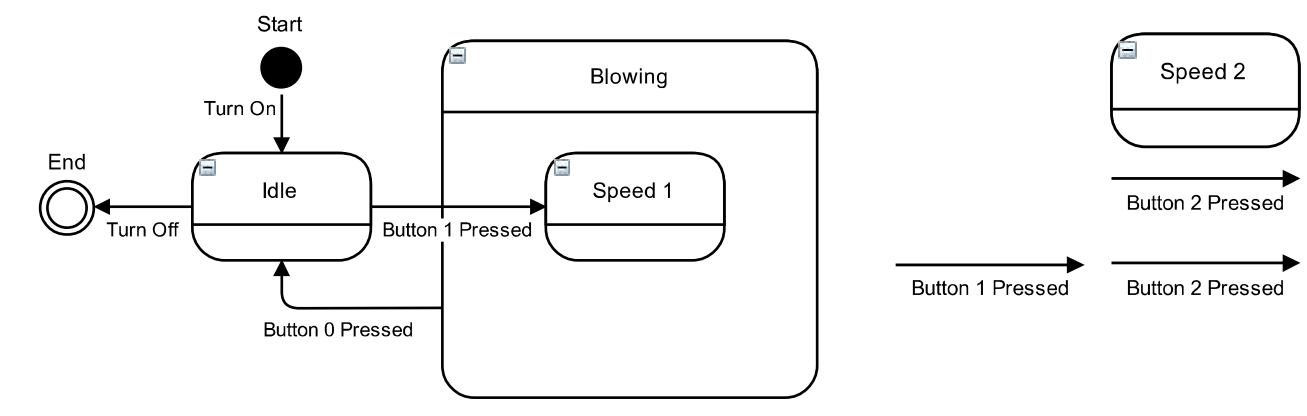 Start
Turn On
End
Idle
Turn Off
Button 1 Pressed
Button 0 Pressed
Blowing
Speed 1
Speed 2
Button 2 Pressed
Button 1 Pressed
Button 2 Pressed